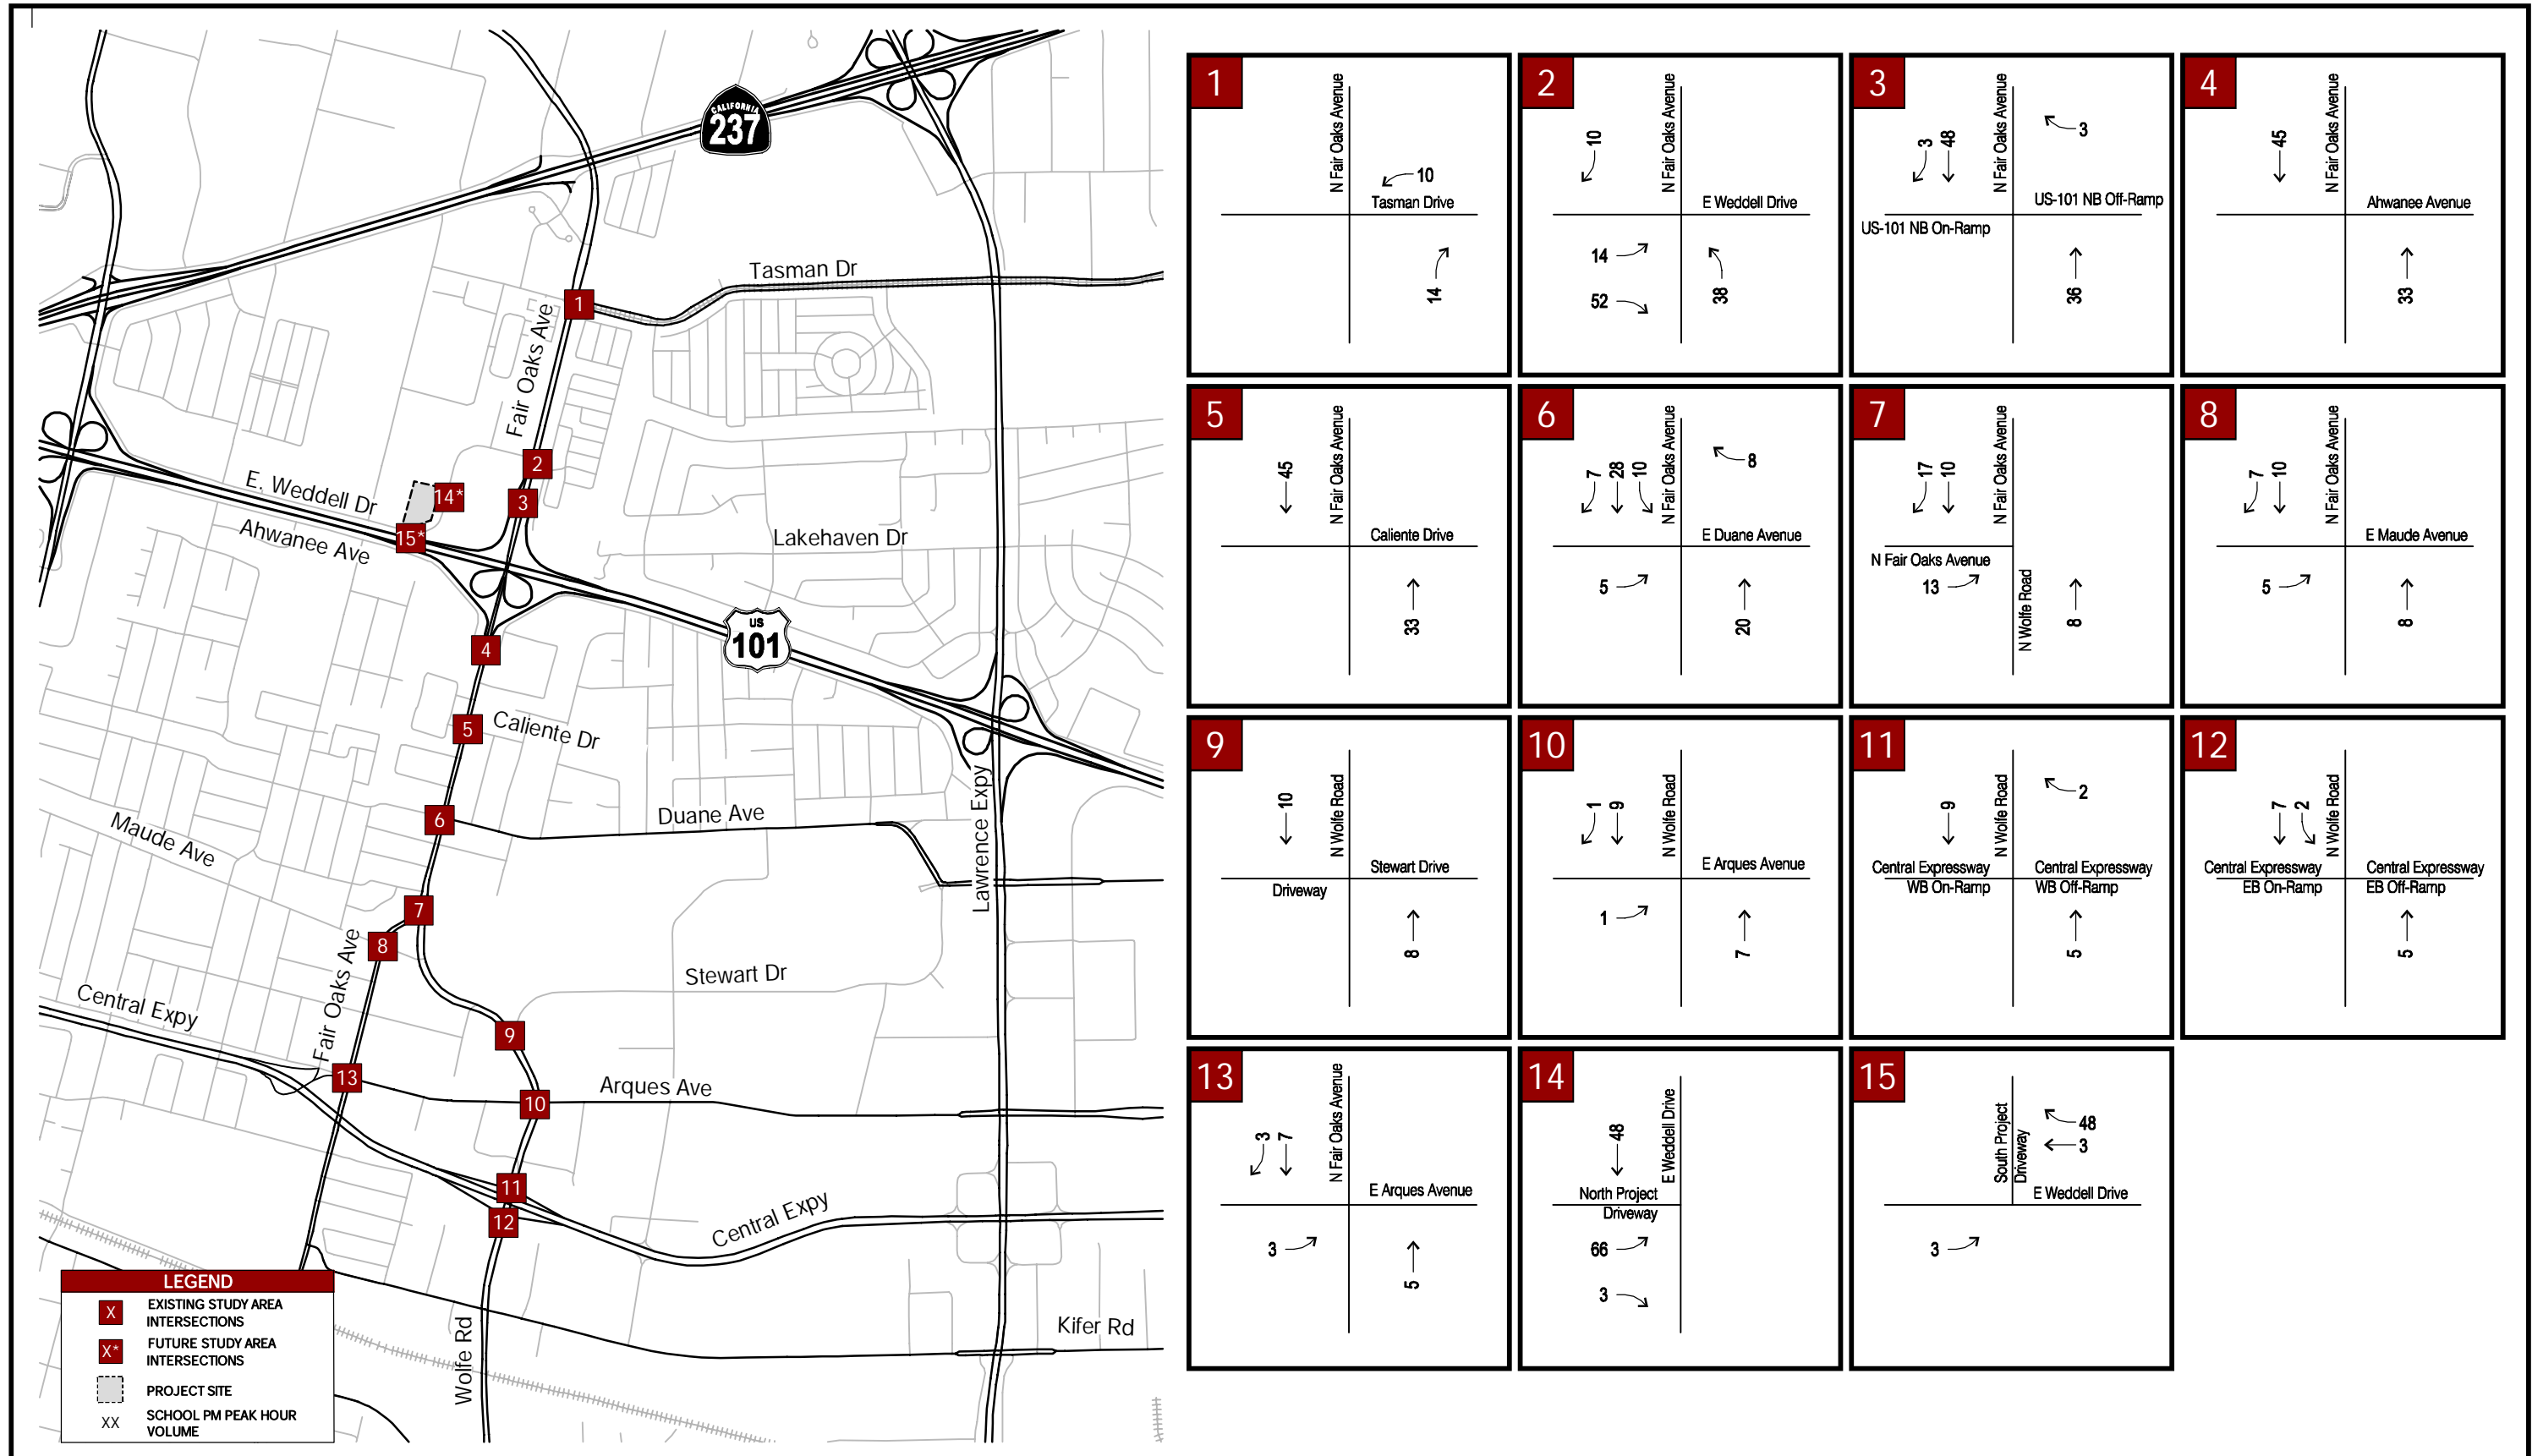 CALIFORNIA
237
Tasman Dr
Fair Oaks Ave
1
2
3
14*
15*
E. Weddell Dr
Ahwanee Ave
Lakehaven Dr
US
101
4
5
Caliente Dr
6
Duane Ave
Maude Ave
Lawrence Expy
7
8
Fair Oaks Ave
Stewart Dr
Central Expy
9
13
10
Arques Ave
11
12
Central Expy
Wolfe Rd
Kifer Rd
LEGEND
X
EXISTING STUDY AREA
INTERSECTIONS
X*
FUTURE STUDY AREA
INTERSECTIONS
PROJECT SITE
XX
SCHOOL PM PEAK HOUR
VOLUME
1
N Fair Oaks Avenue
10
Tasman Drive
14
2
10
N Fair Oaks Avenue
E Weddell Drive
14
52
38
3
3
48
N Fair Oaks Avenue
3
US-101 NB Off-Ramp
US-101 NB On-Ramp
36
4
45
N Fair Oaks Avenue
Ahwanee Avenue
33
5
45
N Fair Oaks Avenue
Caliente Drive
33
6
7
28
10
N Fair Oaks Avenue
8
E Duane Avenue
5
20
7
17
10
N Fair Oaks Avenue
N Fair Oaks Avenue
13
N Wolfe Road
8
8
7
10
N Fair Oaks Avenue
E Maude Avenue
5
8
9
10
N Wolfe Road
Stewart Drive
Driveway
8
10
1
9
N Wolfe Road
E Arques Avenue
1
7
11
9
N Wolfe Road
2
Central Expressway
WB On-Ramp
Central Expressway
WB Off-Ramp
5
12
7
2
N Wolfe Road
Central Expressway
EB On-Ramp
Central Expressway
EB Off-Ramp
5
13
3
7
N Fair Oaks Avenue
E Arques Avenue
3
5
14
48
E Weddell Drive
North Project
Driveway
66
3
15
South Project
Driveway
48
3
E Weddell Drive
3